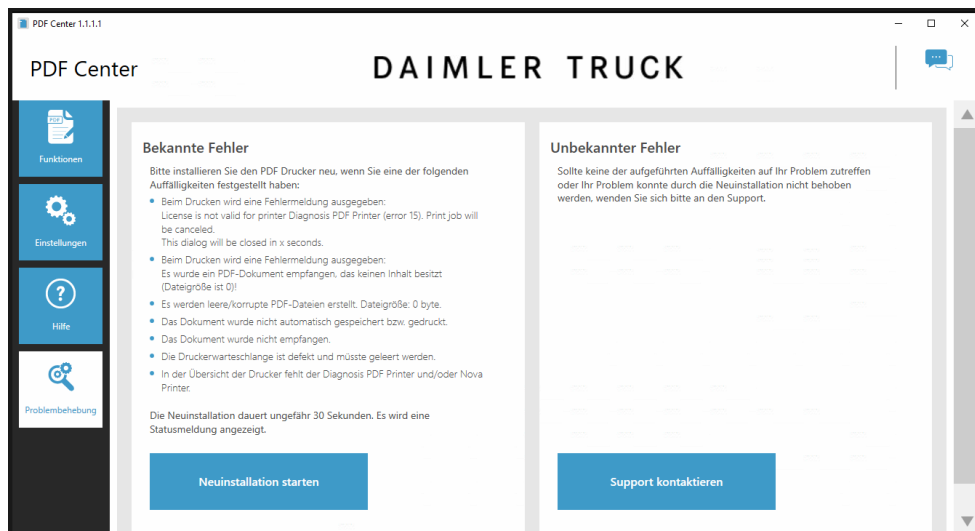 PDF Center 1.1.1.1
PDF Center
DAIMLER TRUCK
PDF
Funktionen
Einstellungen
Hilfe
Problembehebung
Bekannte Fehler
Bitte installieren Sie den PDF Drucker neu, wenn Sie eine der folgenden
Auffälligkeiten festgestellt haben:
Beim Drucken wird eine Fehlermeldung ausgegeben:
License is not valid for printer Diagnosis PDF Printer (error 15). Print job will
be canceled.
This dialog will be closed in x seconds.
Beim Drucken wird eine Fehlermeldung ausgegeben:
Es wurde ein PDF-Dokument empfangen, das keinen Inhalt besitzt
(Dateigröße ist 0)!
Es werden leere/korrupte PDF-Dateien erstellt. Dateigröße: 0 byte.
Das Dokument wurde nicht automatisch gespeichert bzw. gedruckt.
Das Dokument wurde nicht empfangen.
Die Druckerwarteschlange ist defekt und müsste geleert werden.
In der Übersicht der Drucker fehlt der Diagnosis PDF Printer und/oder Nova
Printer.
Die Neuinstallation dauert ungefähr 30 Sekunden. Es wird eine
Statusmeldung angezeigt.
Neuinstallation starten
Unbekannter Fehler
Sollte keine der aufgeführten Auffälligkeiten auf Ihr Problem zutreffen
oder Ihr Problem konnte durch die Neuinstallation nicht behoben
werden, wenden Sie sich bitte an den Support.
Support kontaktieren